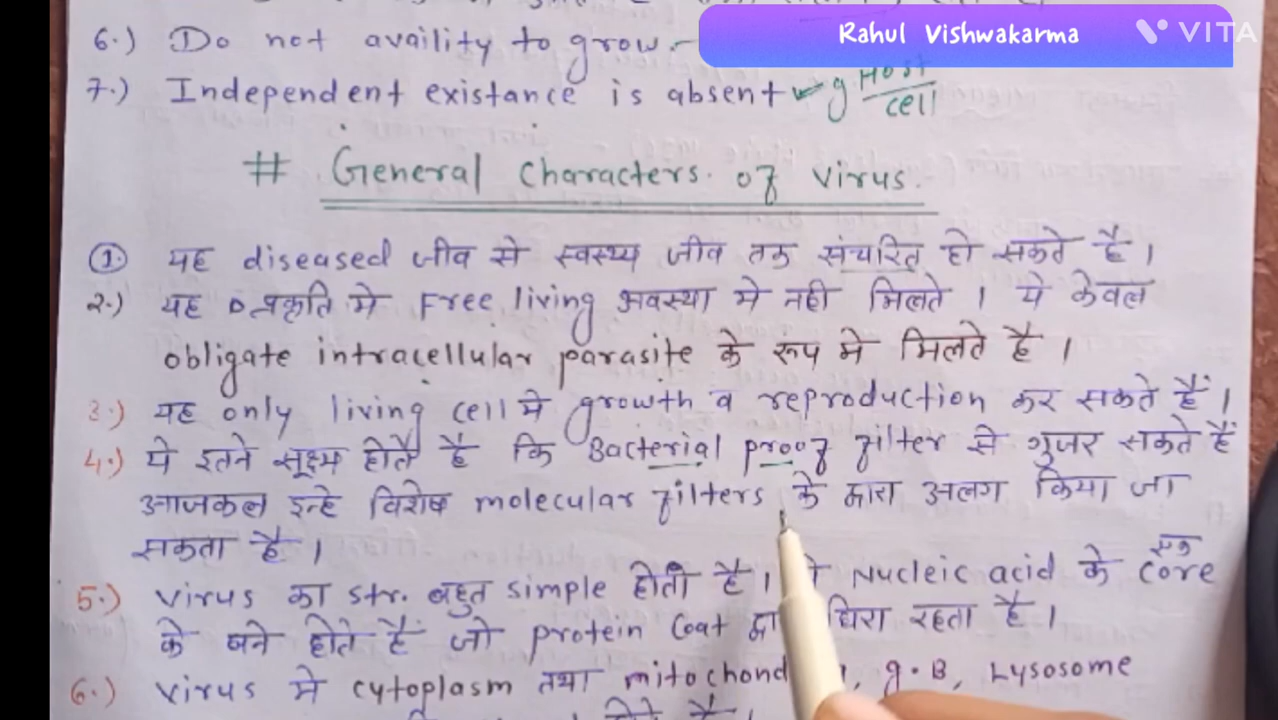 6.) Do not availity to grow.
Rahul Vishwakarma
VITA
7.) Independent existance is absent g. Host cell
# General characters of virus.
1. यह diseased जीव से स्वस्थ्य जीव तक संचरित हो सकते है।
2.) यह प्रकृति मे Free living अवस्था मे नही मिलते । ये केवल
obligate intracellular parasite के रूप मे मिलते है ।
3.) यह only living cell मे growth व reproduction कर सकते हैं।
4.) ये इतने सूक्ष्म होते है कि Bacterial proof filter से गुजर सकते हैं
आजकल इन्हे विशेष molecular filters के द्वारा अलग किया जा
सकता है ।
5.) virus का str. बहुत simple होती है। Nucleic acid के एक core
के बने होते हैं जो protein coat घिरा रहता है ।
6.) virus मे cytoplasm तथा g.B, Lysosome